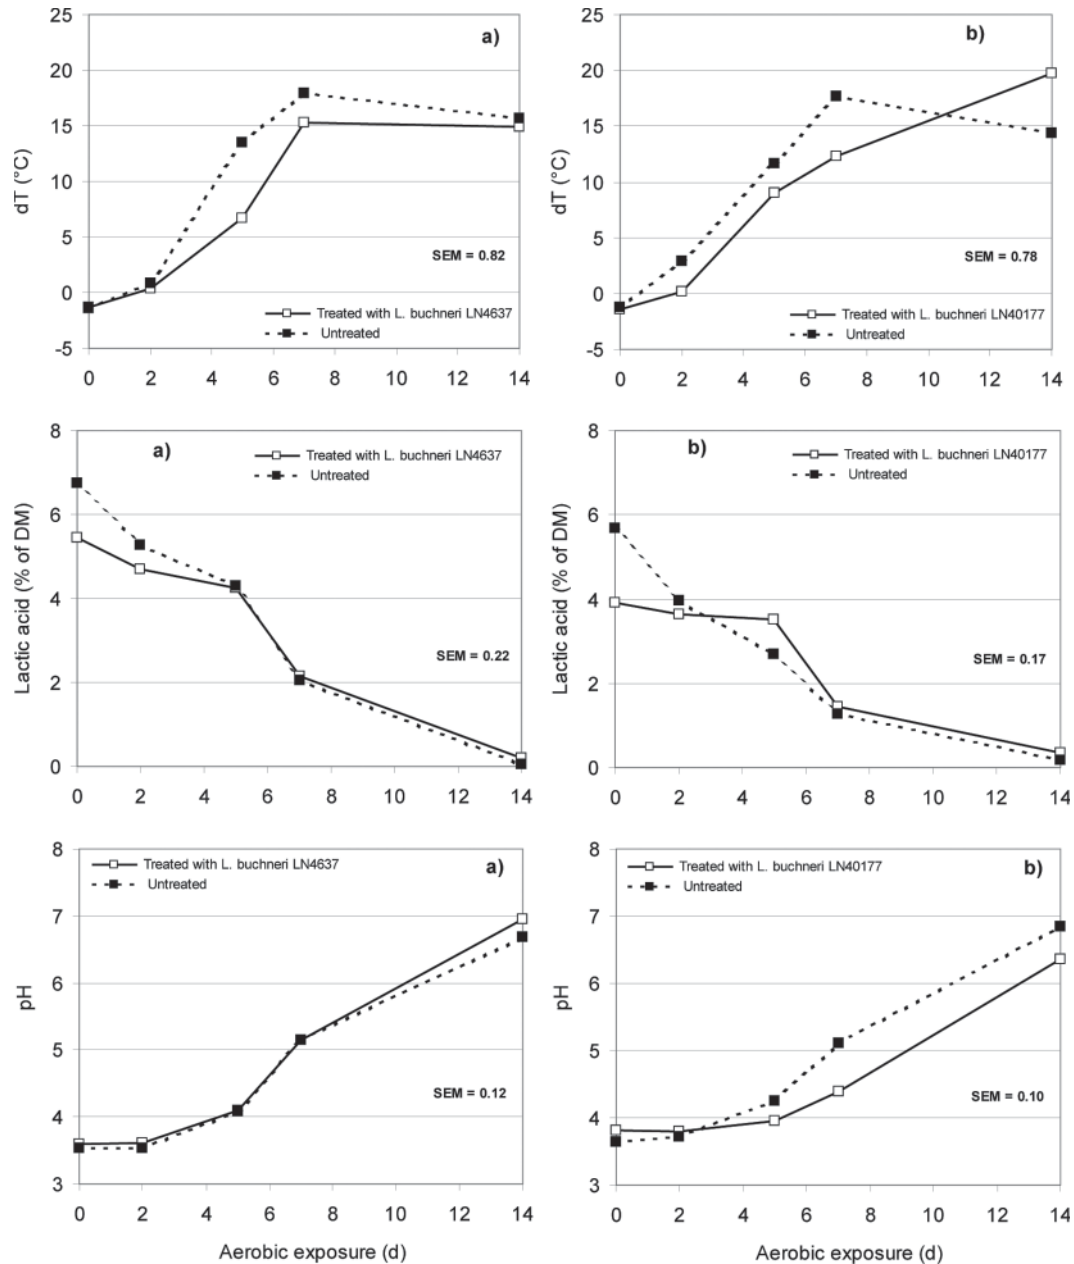 25
20
15
10
5
0
-5
dT (°C)
a)
SEM = 0.82
Treated with L. buchneri LN4637
Untreated
0 2 4 6 8 10 12 14
25
20
15
10
5
0
-5
dT (°C)
b)
SEM = 0.78
Treated with L. buchneri LN40177
Untreated
0 2 4 6 8 10 12 14
8
6
4
2
0
Lactic acid (% of DM)
a)
Treated with L. buchneri LN4637
Untreated
SEM = 0.22
0 2 4 6 8 10 12 14
8
6
4
2
0
Lactic acid (% of DM)
b)
Treated with L. buchneri LN40177
Untreated
SEM = 0.17
0 2 4 6 8 10 12 14
8
7
6
5
4
3
pH
Treated with L. buchneri LN4637
Untreated
a)
SEM = 0.12
0 2 4 6 8 10 12 14
Aerobic exposure (d)
8
7
6
5
4
3
pH
Treated with L. buchneri LN40177
Untreated
b)
SEM = 0.10
0 2 4 6 8 10 12 14
Aerobic exposure (d)